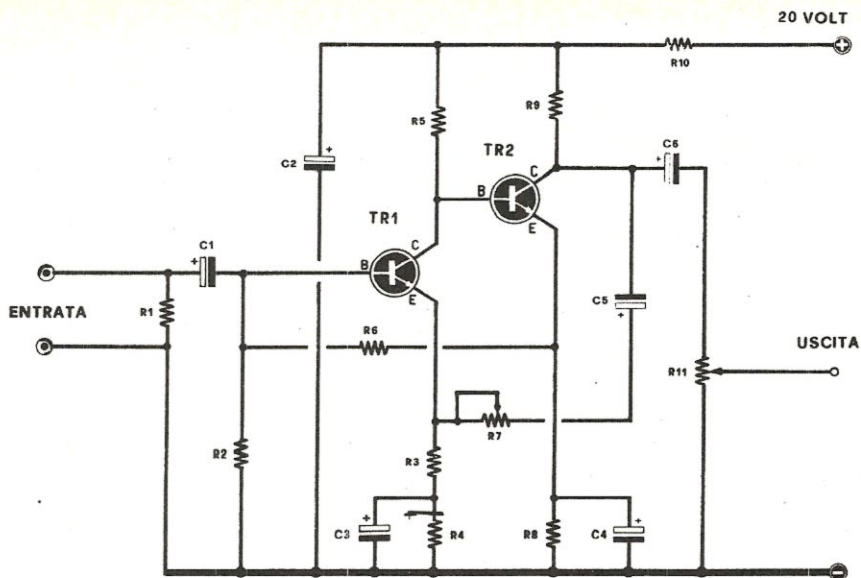 20 VOLT
+
R10
R5
R9
TR2
C6
+
C
B
E
C2
+
TR1
C1
+
C
B
E
ENTRATA
R1
R6
C5
+
USCITA
R11
R7
R2
R3
+
C3
+
R4
R8
C4
+
-